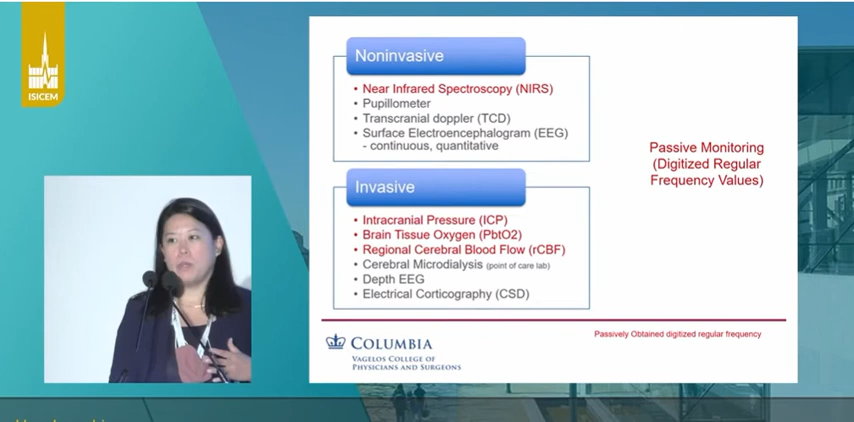 ISICEM
Noninvasive
• Near Infrared Spectroscopy (NIRS)
• Pupillometer
• Transcranial doppler (TCD)
• Surface Electroencephalogram (EEG)
- continuous, quantitative
Invasive
• Intracranial Pressure (ICP)
• Brain Tissue Oxygen (PbtO2)
• Regional Cerebral Blood Flow (rCBF)
• Cerebral Microdialysis (point of care lab)
• Depth EEG
• Electrical Corticography (CSD)
Passive Monitoring
(Digitized Regular
Frequency Values)
Passively Obtained digitized regular frequency
COLUMBIA
VAGELOS COLLEGE OF
PHYSICIANS AND SURGEONS